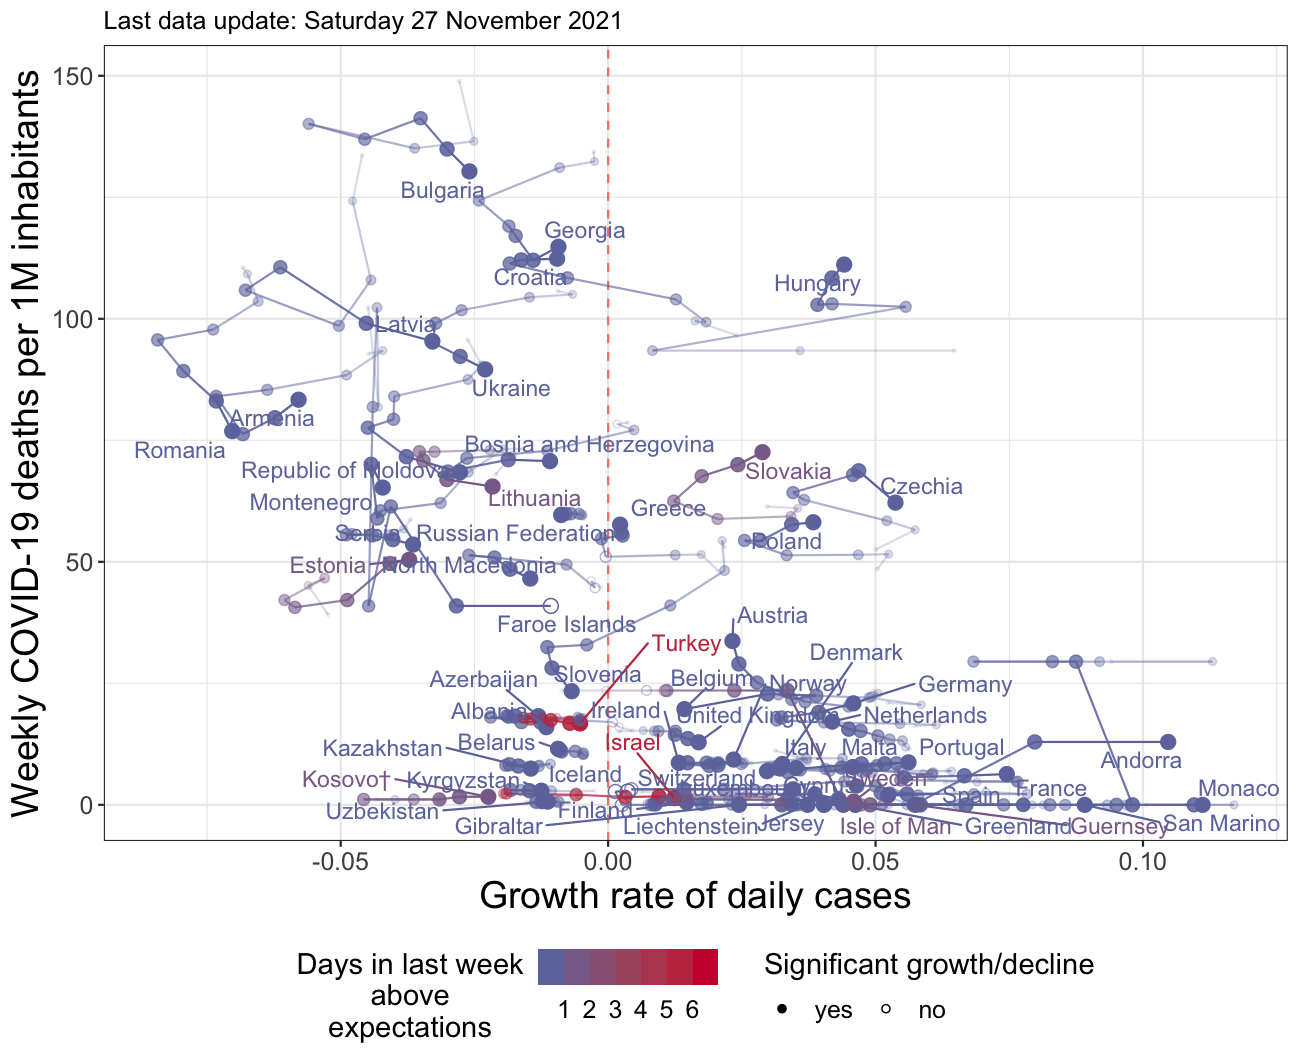 Last data update: Saturday 27 November 2021
Weekly COVID-19 deaths per 1M inhabitants
150
100
50
0
Bulgaria
Georgia
Croatia
Hungary
Latvia
Ukraine
Armenia
Romania
Bosnia and Herzegovina
Republic of Moldova
Slovakia
Czechia
Montenegro
Lithuania
Greece
Serbia
Russian Federation
Poland
Estonia
North Macedonia
Faroe Islands
Austria
Turkey
Denmark
Azerbaijan
Slovenia
Belgium
Norway
Germany
Albania
Ireland
United Kingdom
Netherlands
Kazakhstan
Belarus
Israel
Italy
Malta
Portugal
Andorra
Kosovo†
Kyrgyzstan
Iceland
Switzerland
Luxembourg
Cyprus
Sweden
Spain
France
Monaco
Uzbekistan
Finland
Gibraltar
Liechtenstein
Jersey
Isle of Man
Greenland
Guernsey
San Marino
-0.05
0.00
0.05
0.10
Growth rate of daily cases
Days in last week
above
expectations
1 2 3 4 5 6
Significant growth/decline
yes
no